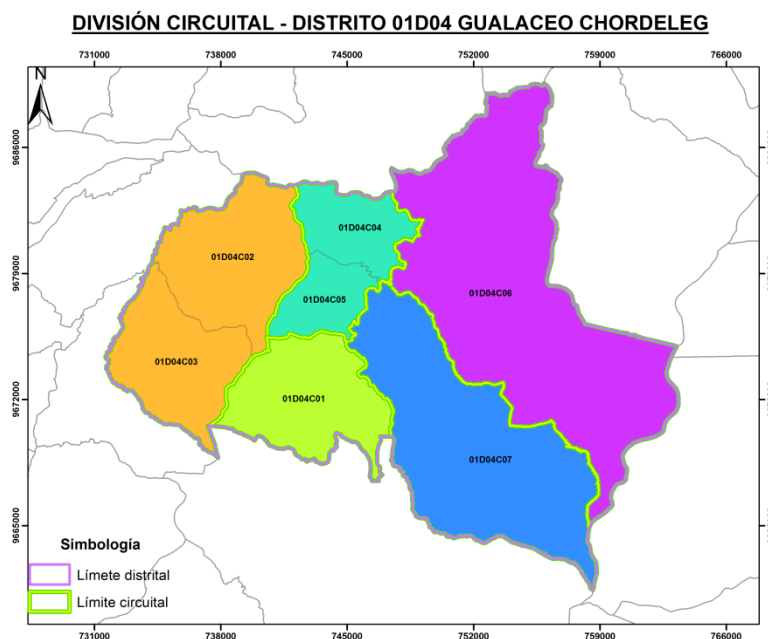 DIVISIÓN CIRCUITAL - DISTRITO 01D04 GUALACEO CHORDELEG
731000 738000 745000 752000 759000 766000
N
9686000
01D04C04
01D04C02
9679000
01D04C06
01D04C05
01D04C03
9672000
01D04C01
01D04C07
9665000
Simbología
Límete distrital
Límite circuital
731000 738000 745000 752000 759000 766000